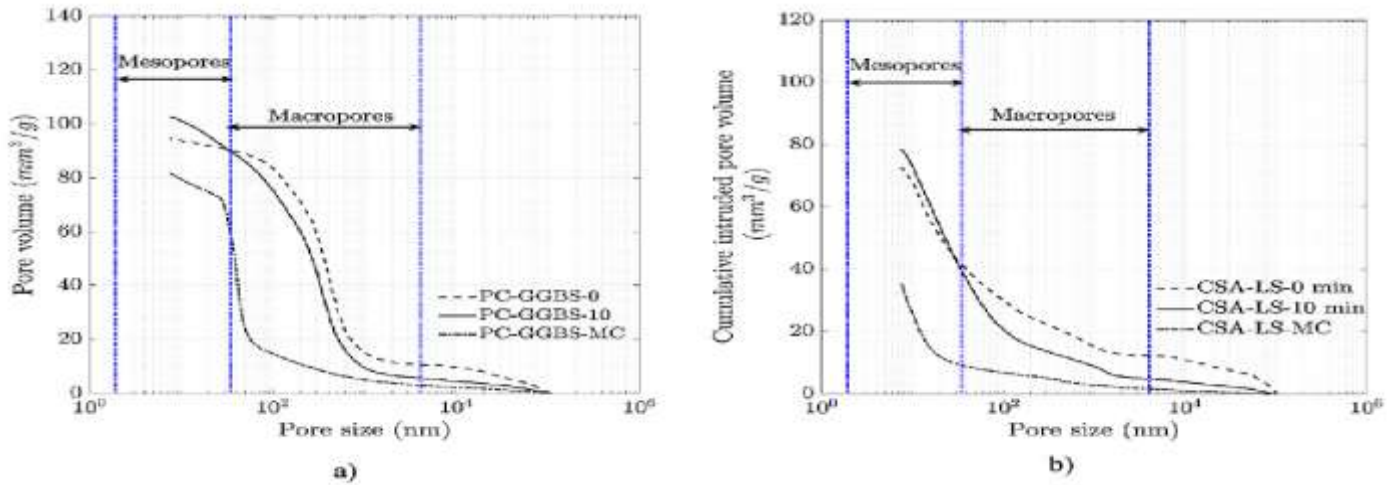 140
120
100
80
60
40
20
0
Pore volume (mm³/g)
Mesopores
Macropores
PC-GGBS-0
PC-GGBS-10
PC-GGBS-MC
10⁰
10²
10⁴
10⁶
Pore size (nm)
a)
120
100
80
60
40
20
0
Cumulative intruded pore volume
(mm³/g)
Mesopores
Macropores
CSA-LS-0 min
CSA-LS-10 min
CSA-LS-MC
10⁰
10²
10⁴
10⁶
Pore size (nm)
b)